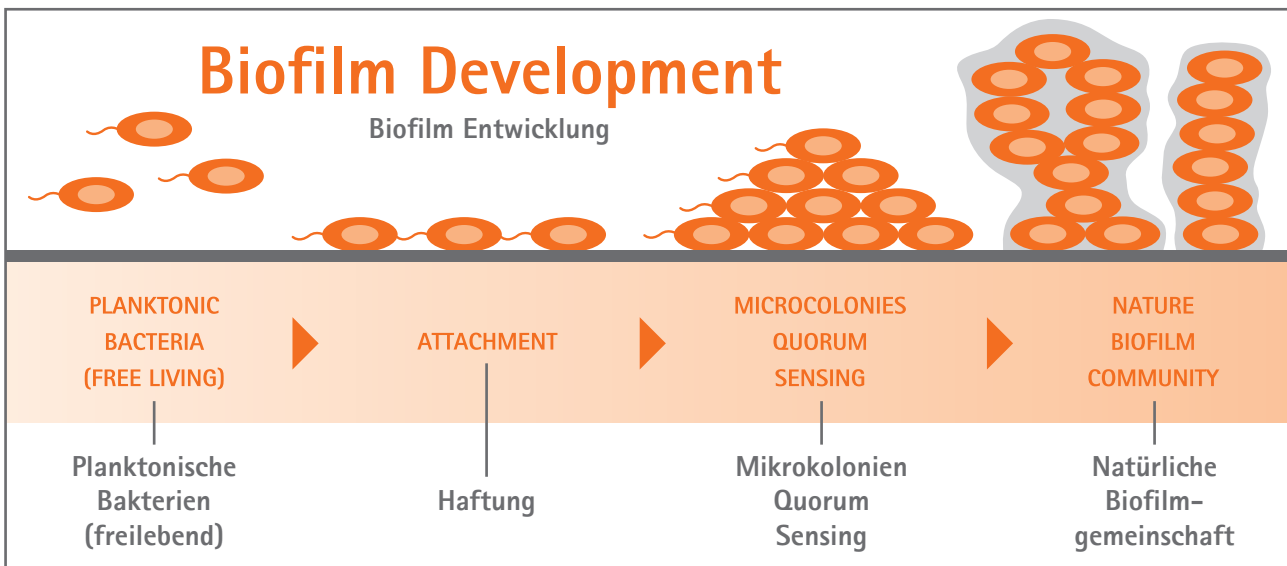 Biofilm Development
Biofilm Entwicklung
PLANKTONIC
BACTERIA
(FREE LIVING)
ATTACHMENT
MICROCOLONIES
QUORUM
SENSING
NATURE
BIOFILM
COMMUNITY
Planktonische
Bakterien
(freilebend)
Haftung
Mikrokolonien
Quorum
Sensing
Natürliche
Biofilm-
gemeinschaft